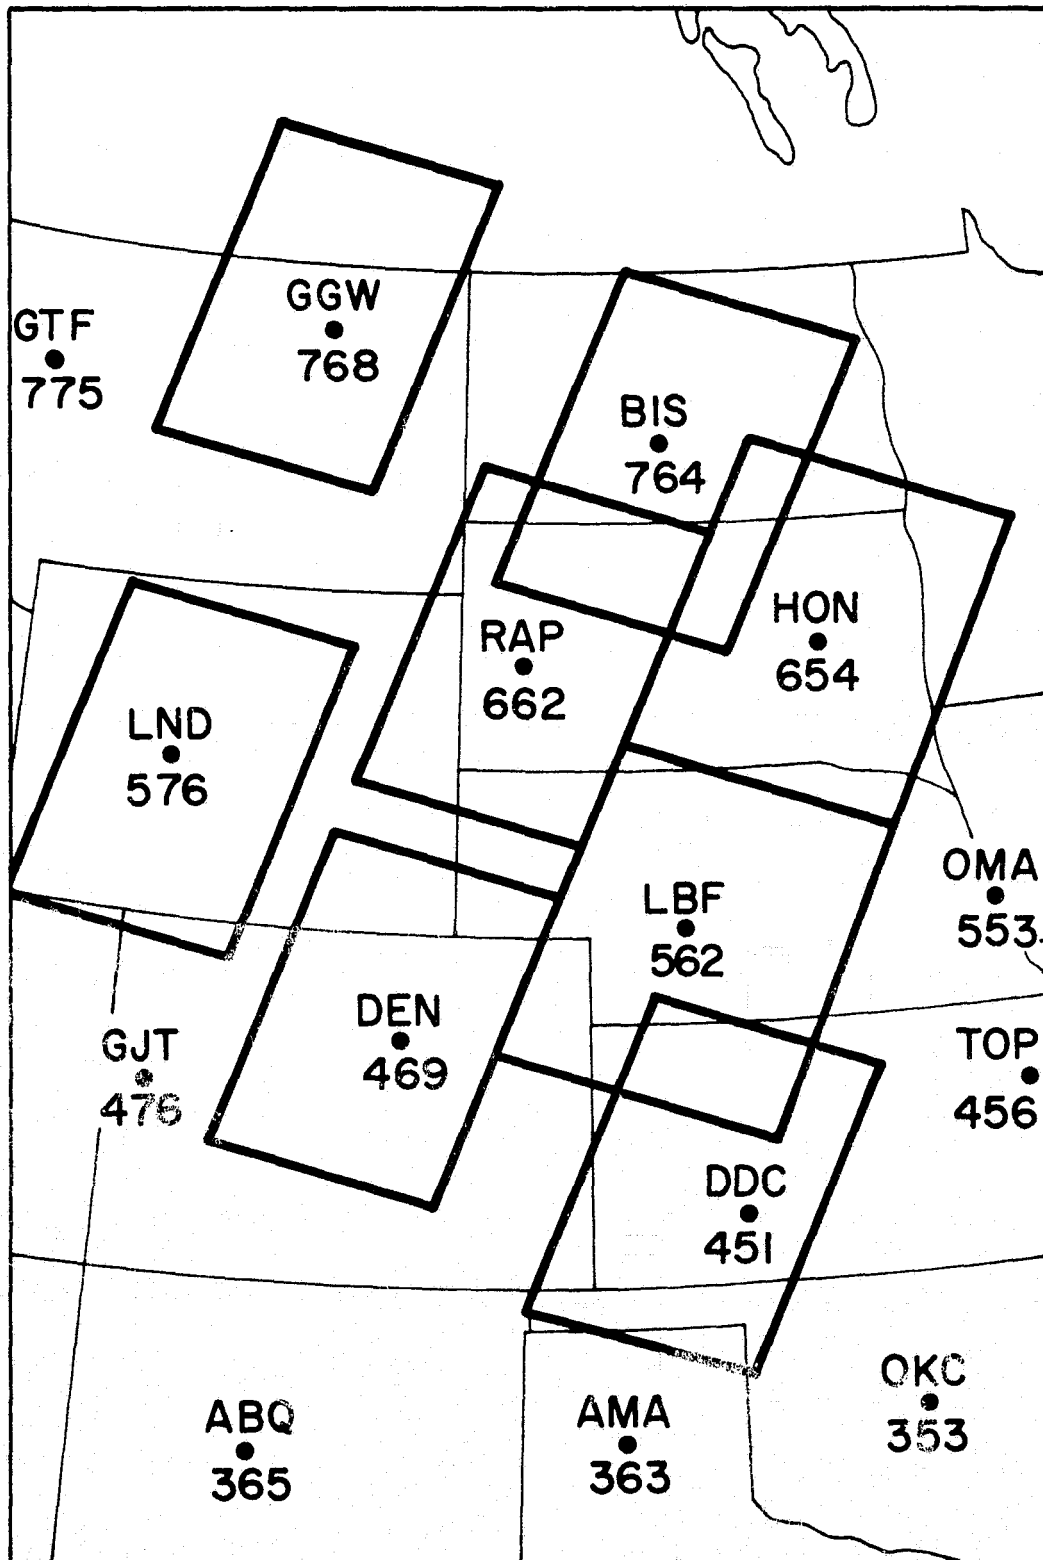 GGW
768
GTF
775
BIS
764
HON
654
RAP
662
LND
576
OMA
553
LBF
562
DEN
469
GJT
476
TOP
456
DDC
451
OKC
353
ABQ
365
AMA
363